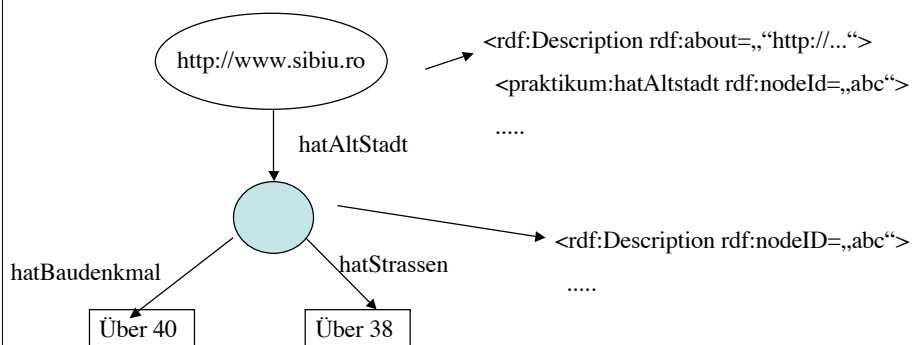 http://www.sibiu.ro
<rdf:Description rdf:about=„“http://...“>
<praktikum:hatAltstadt rdf:nodeId=„abc“>
.....
hatAltStadt
<rdf:Description rdf:nodeID=„abc“>
.....
hatBaudenkmal
hatStrassen
Über 40
Über 38